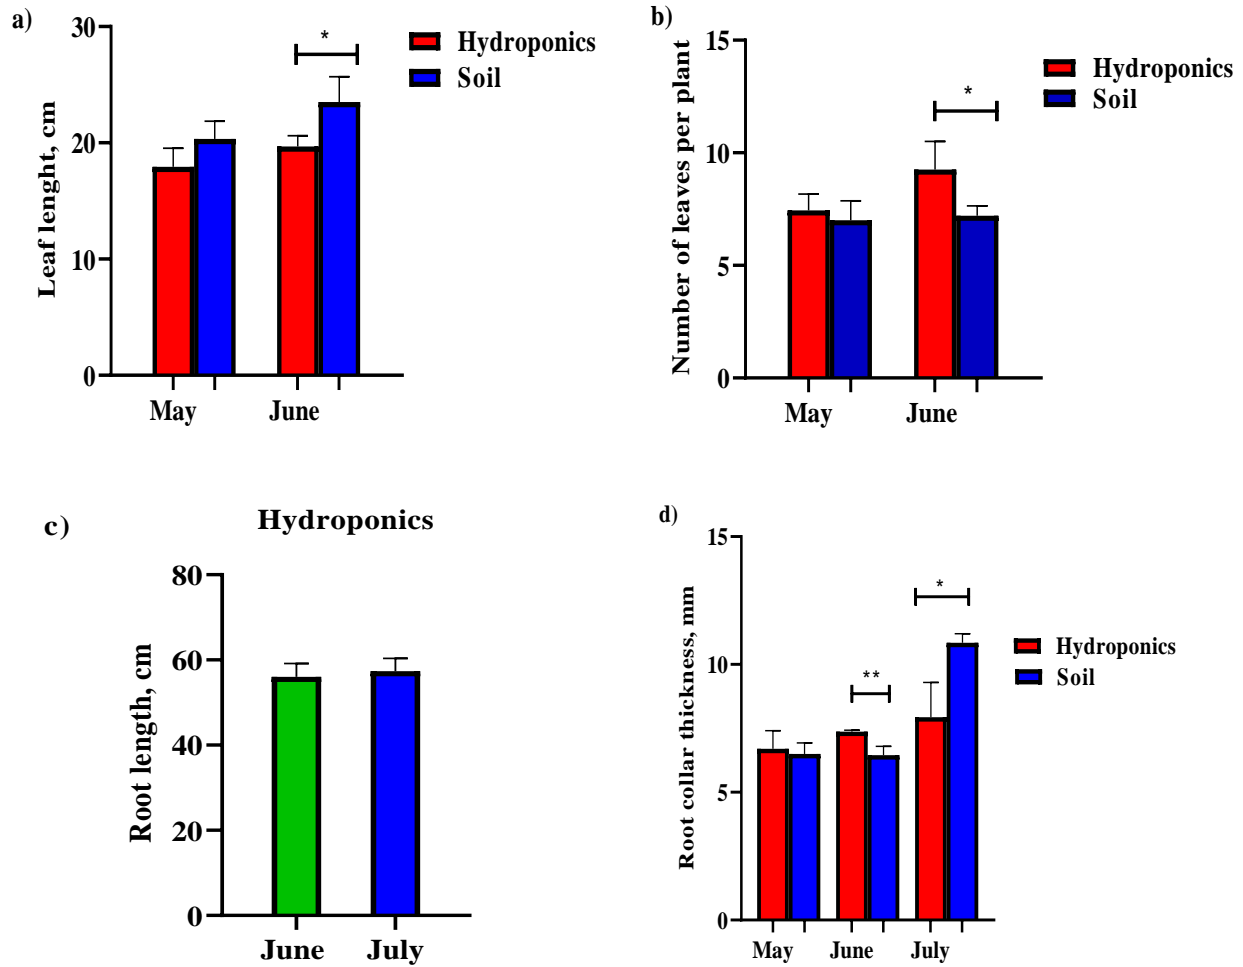 a)
30
20
10
0
Leaf lenght, cm
*
Hydroponics
Soil
May
June
b)
15
10
5
0
Number of leaves per plant
*
Hydroponics
Soil
May
June
c)
Hydroponics
80
60
40
20
0
Root length, cm
June
July
d)
15
10
5
0
Root collar thickness, mm
**
*
Hydroponics
Soil
May
June
July